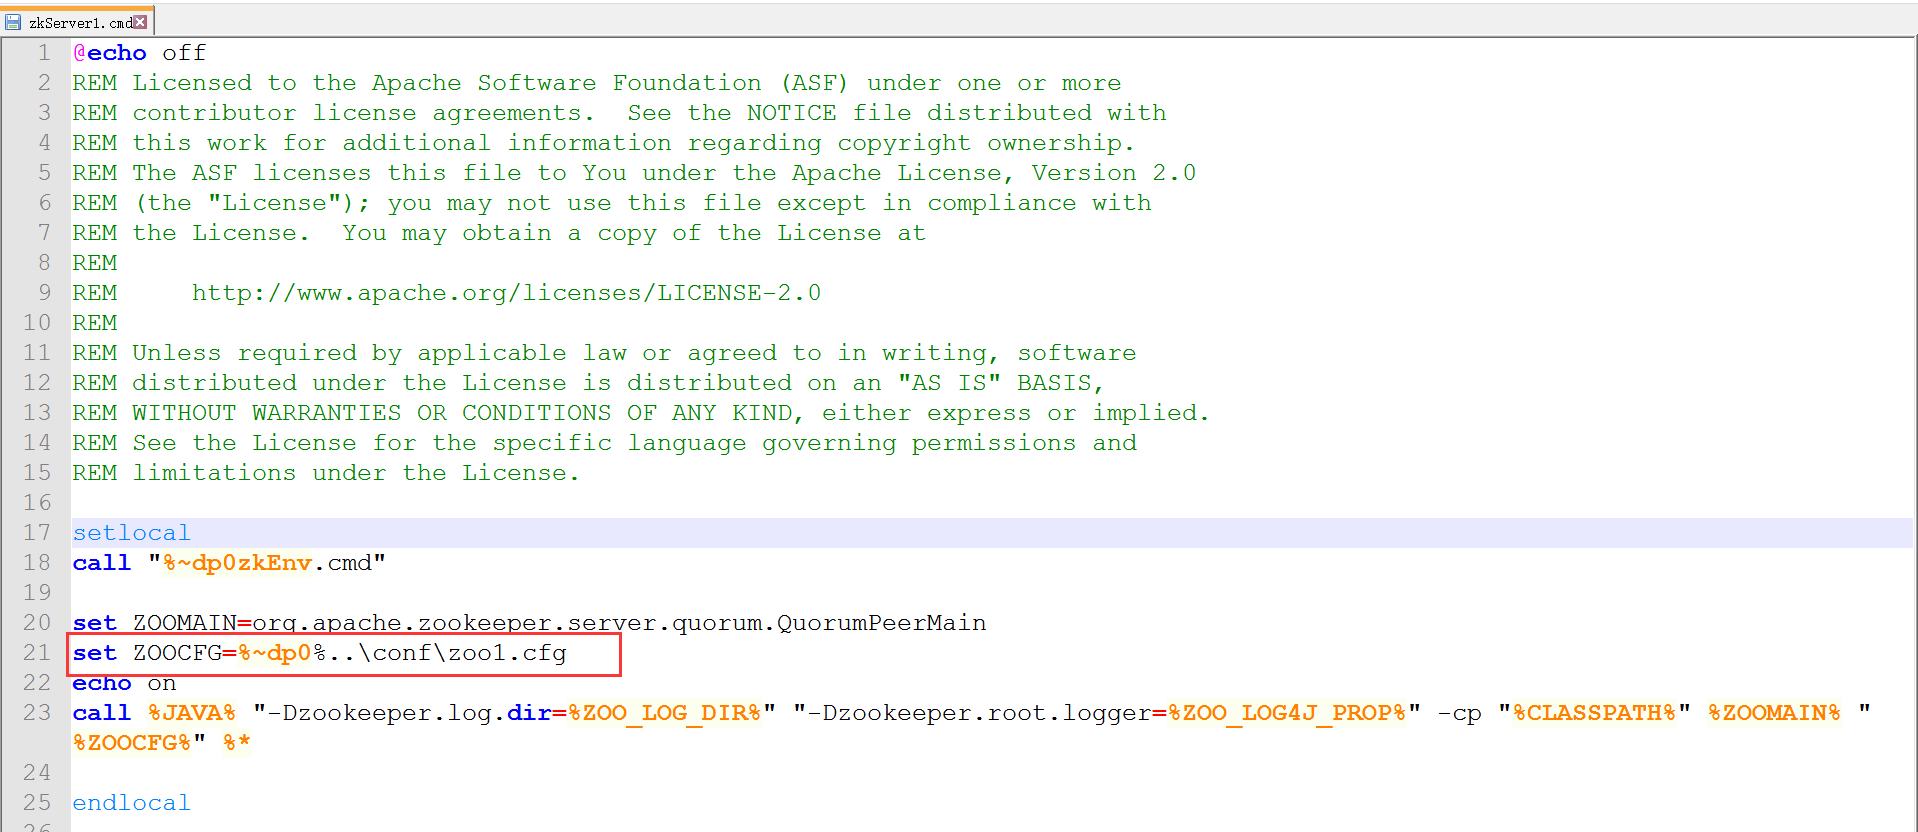 zkServer1.cmd
1 @echo off
2 REM Licensed to the Apache Software Foundation (ASF) under one or more
3 REM contributor license agreements.  See the NOTICE file distributed with
4 REM this work for additional information regarding copyright ownership.
5 REM The ASF licenses this file to You under the Apache License, Version 2.0
6 REM (the "License"); you may not use this file except in compliance with
7 REM the License.  You may obtain a copy of the License at
8 REM
9 REM     http://www.apache.org/licenses/LICENSE-2.0
10 REM
11 REM Unless required by applicable law or agreed to in writing, software
12 REM distributed under the License is distributed on an "AS IS" BASIS,
13 REM WITHOUT WARRANTIES OR CONDITIONS OF ANY KIND, either express or implied.
14 REM See the License for the specific language governing permissions and
15 REM limitations under the License.
16
17 setlocal
18 call "%~dp0zkEnv.cmd"
19
20 set ZOOMAIN=org.apache.zookeeper.server.quorum.QuorumPeerMain
21 set ZOOCFG=%~dp0%..\conf\zoo1.cfg
22 echo on
23 call %JAVA% "-Dzookeeper.log.dir=%ZOO_LOG_DIR%" "-Dzookeeper.root.logger=%ZOO_LOG4J_PROP%" -cp "%CLASSPATH%" %ZOOMAIN% "
%ZOOCFG%" %*
24
25 endlocal
26